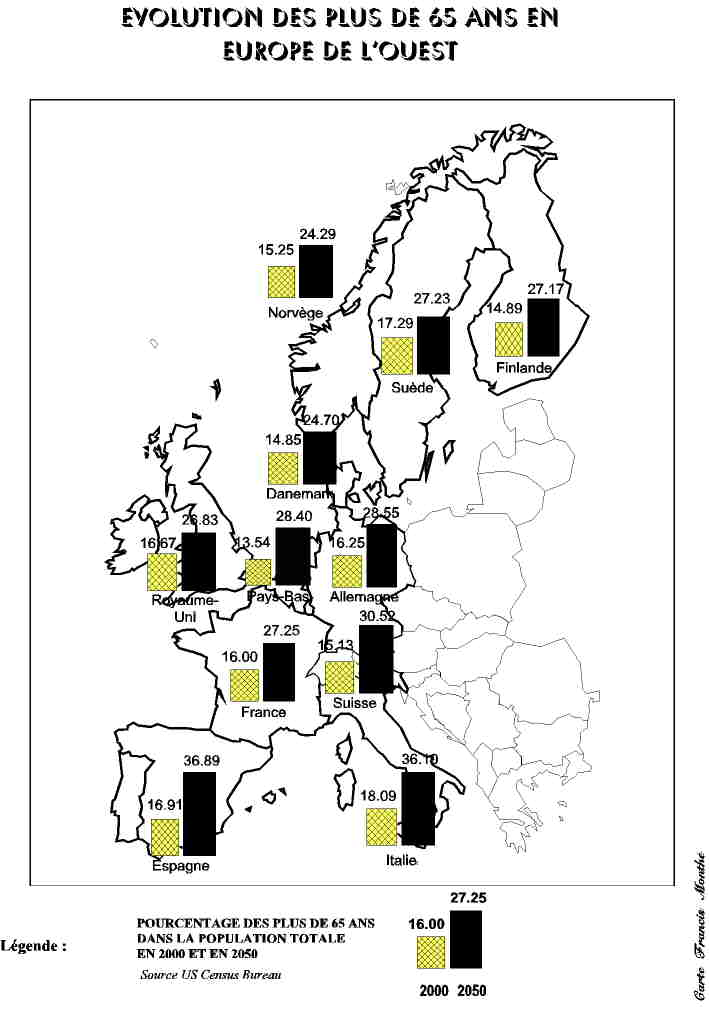 EVOLUTION DES PLUS DE 65 ANS EN
EUROPE DE L'OUEST
24.29
15.25
Norvège
27.23
17.29
Suède
27.17
14.89
Finlande
24.70
14.85
Danemark
16.67
Royaume-
Uni
28.40
13.54
Pays-Bas
28.55
16.25
Allemagne
30.52
15.13
Suisse
27.25
16.00
France
36.89
16.91
Espagne
36.10
18.09
Italie
Légende :
POURCENTAGE DES PLUS DE 65 ANS
DANS LA POPULATION TOTALE
EN 2000 ET EN 2050
Source US Census Bureau
27.25
16.00
2000 2050
Carte Francis Monthe